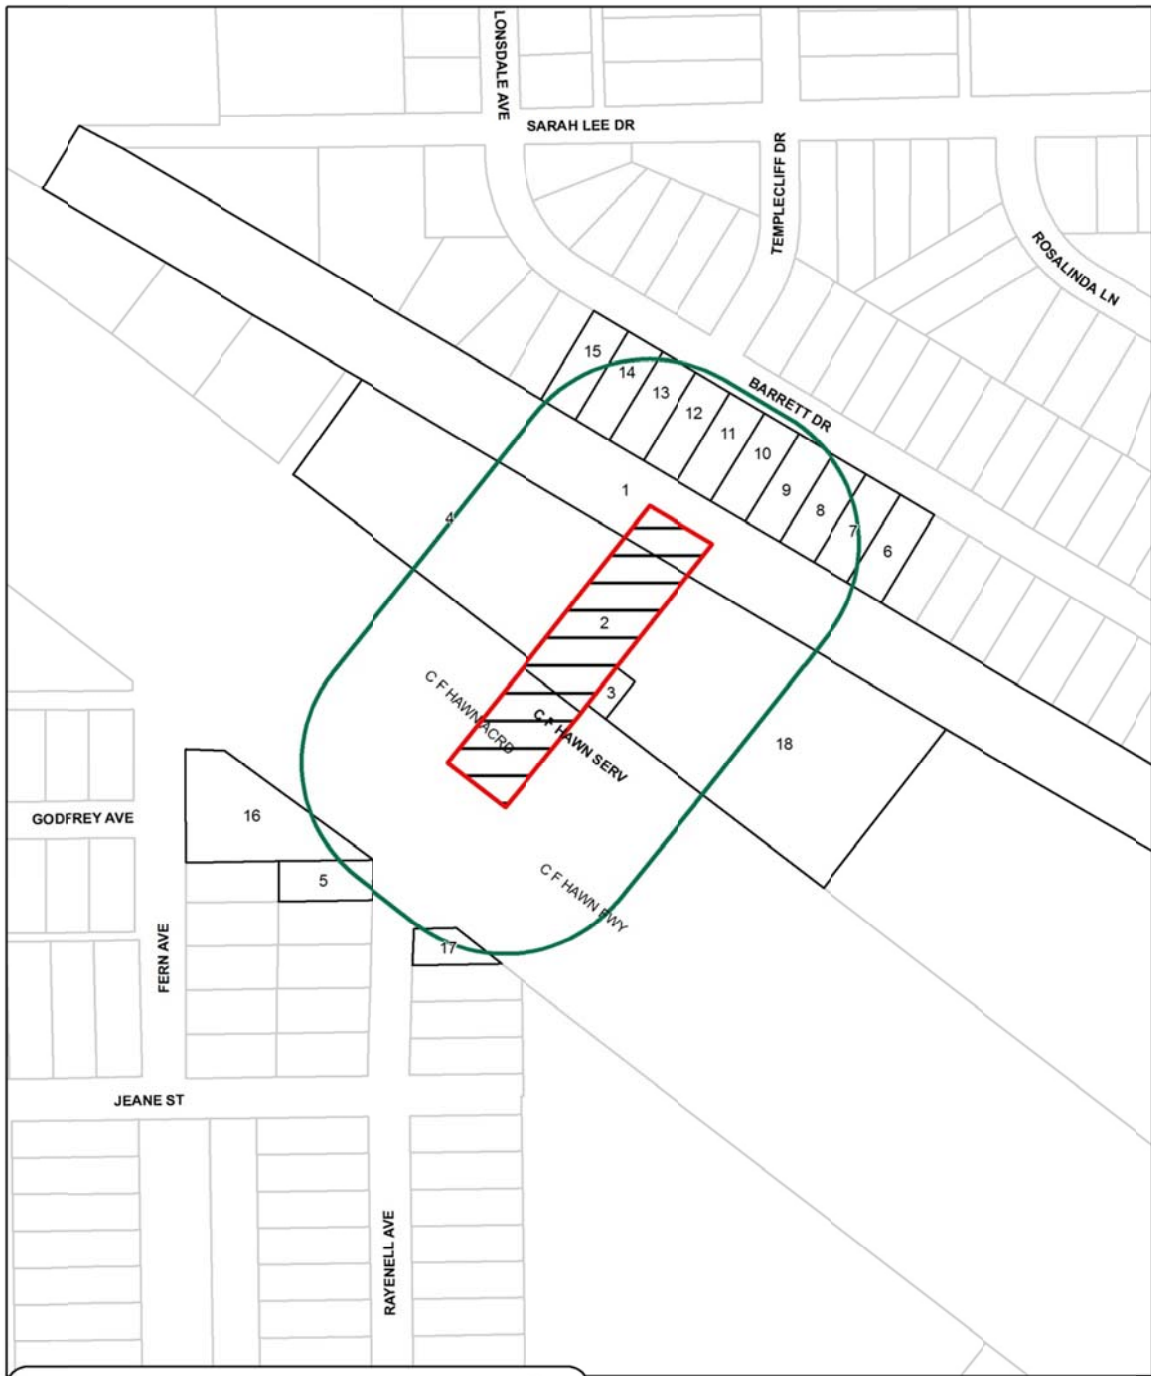 LONSDALE AVE
SARAH LEE DR
TEMPLECLIFF DR
ROSALINDA LN
15
14
BARRETT DR
13
12
11
10
1
9
4
8
7
6
2
C F HAWN ACRD
3
C F HAWN SERV
18
16
GODFREY AVE
5
C F HAWN FWY
FERN AVE
17
JEANE ST
RAYENELL AVE